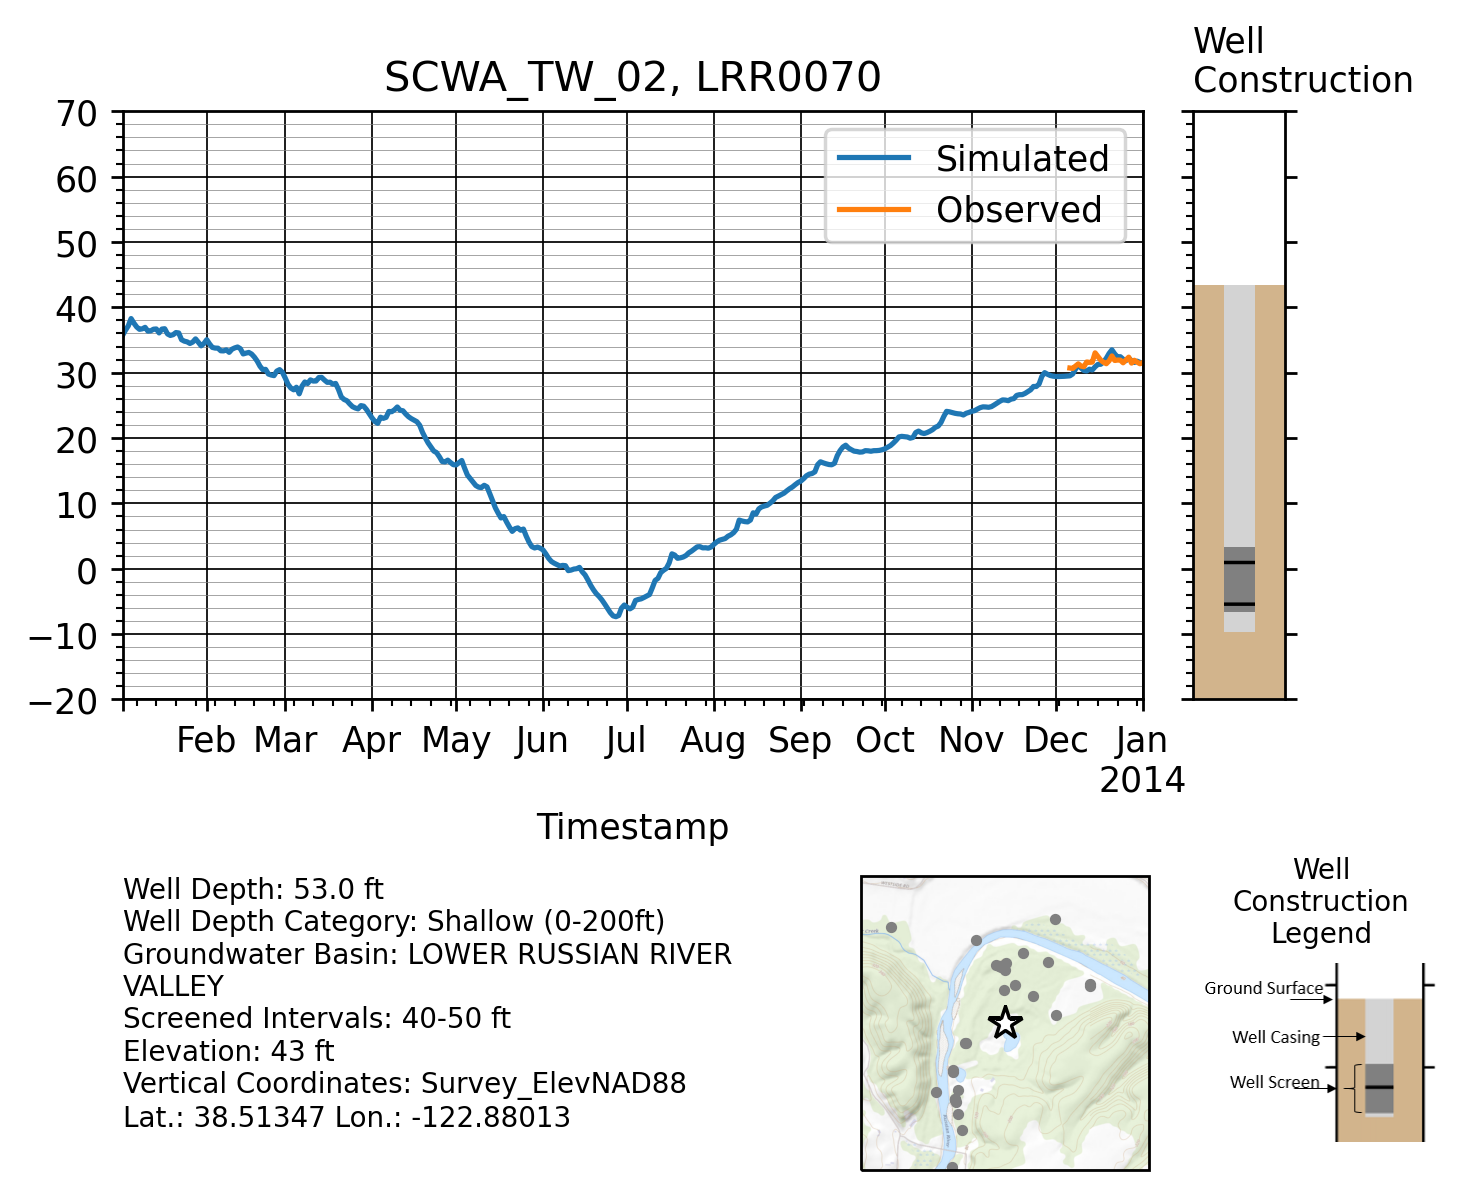 Well
Construction
SCWA_TW_02, LRR0070
70
60
50
40
30
20
10
0
−10
−20
Simulated
Observed
Feb Mar Apr May Jun Jul Aug Sep Oct Nov Dec Jan
2014
Timestamp
Well Depth: 53.0 ft
Well Depth Category: Shallow (0-200ft)
Groundwater Basin: LOWER RUSSIAN RIVER
VALLEY
Screened Intervals: 40-50 ft
Elevation: 43 ft
Vertical Coordinates: Survey_ElevNAD88
Lat.: 38.51347 Lon.: -122.88013
Well
Construction
Legend
Ground Surface
Well Casing
Well Screen